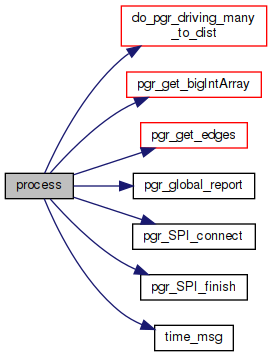 do_pgr_driving_many
_to_dist
pgr_get_bigIntArray
pgr_get_edges
process
pgr_global_report
pgr_SPI_connect
pgr_SPI_finish
time_msg